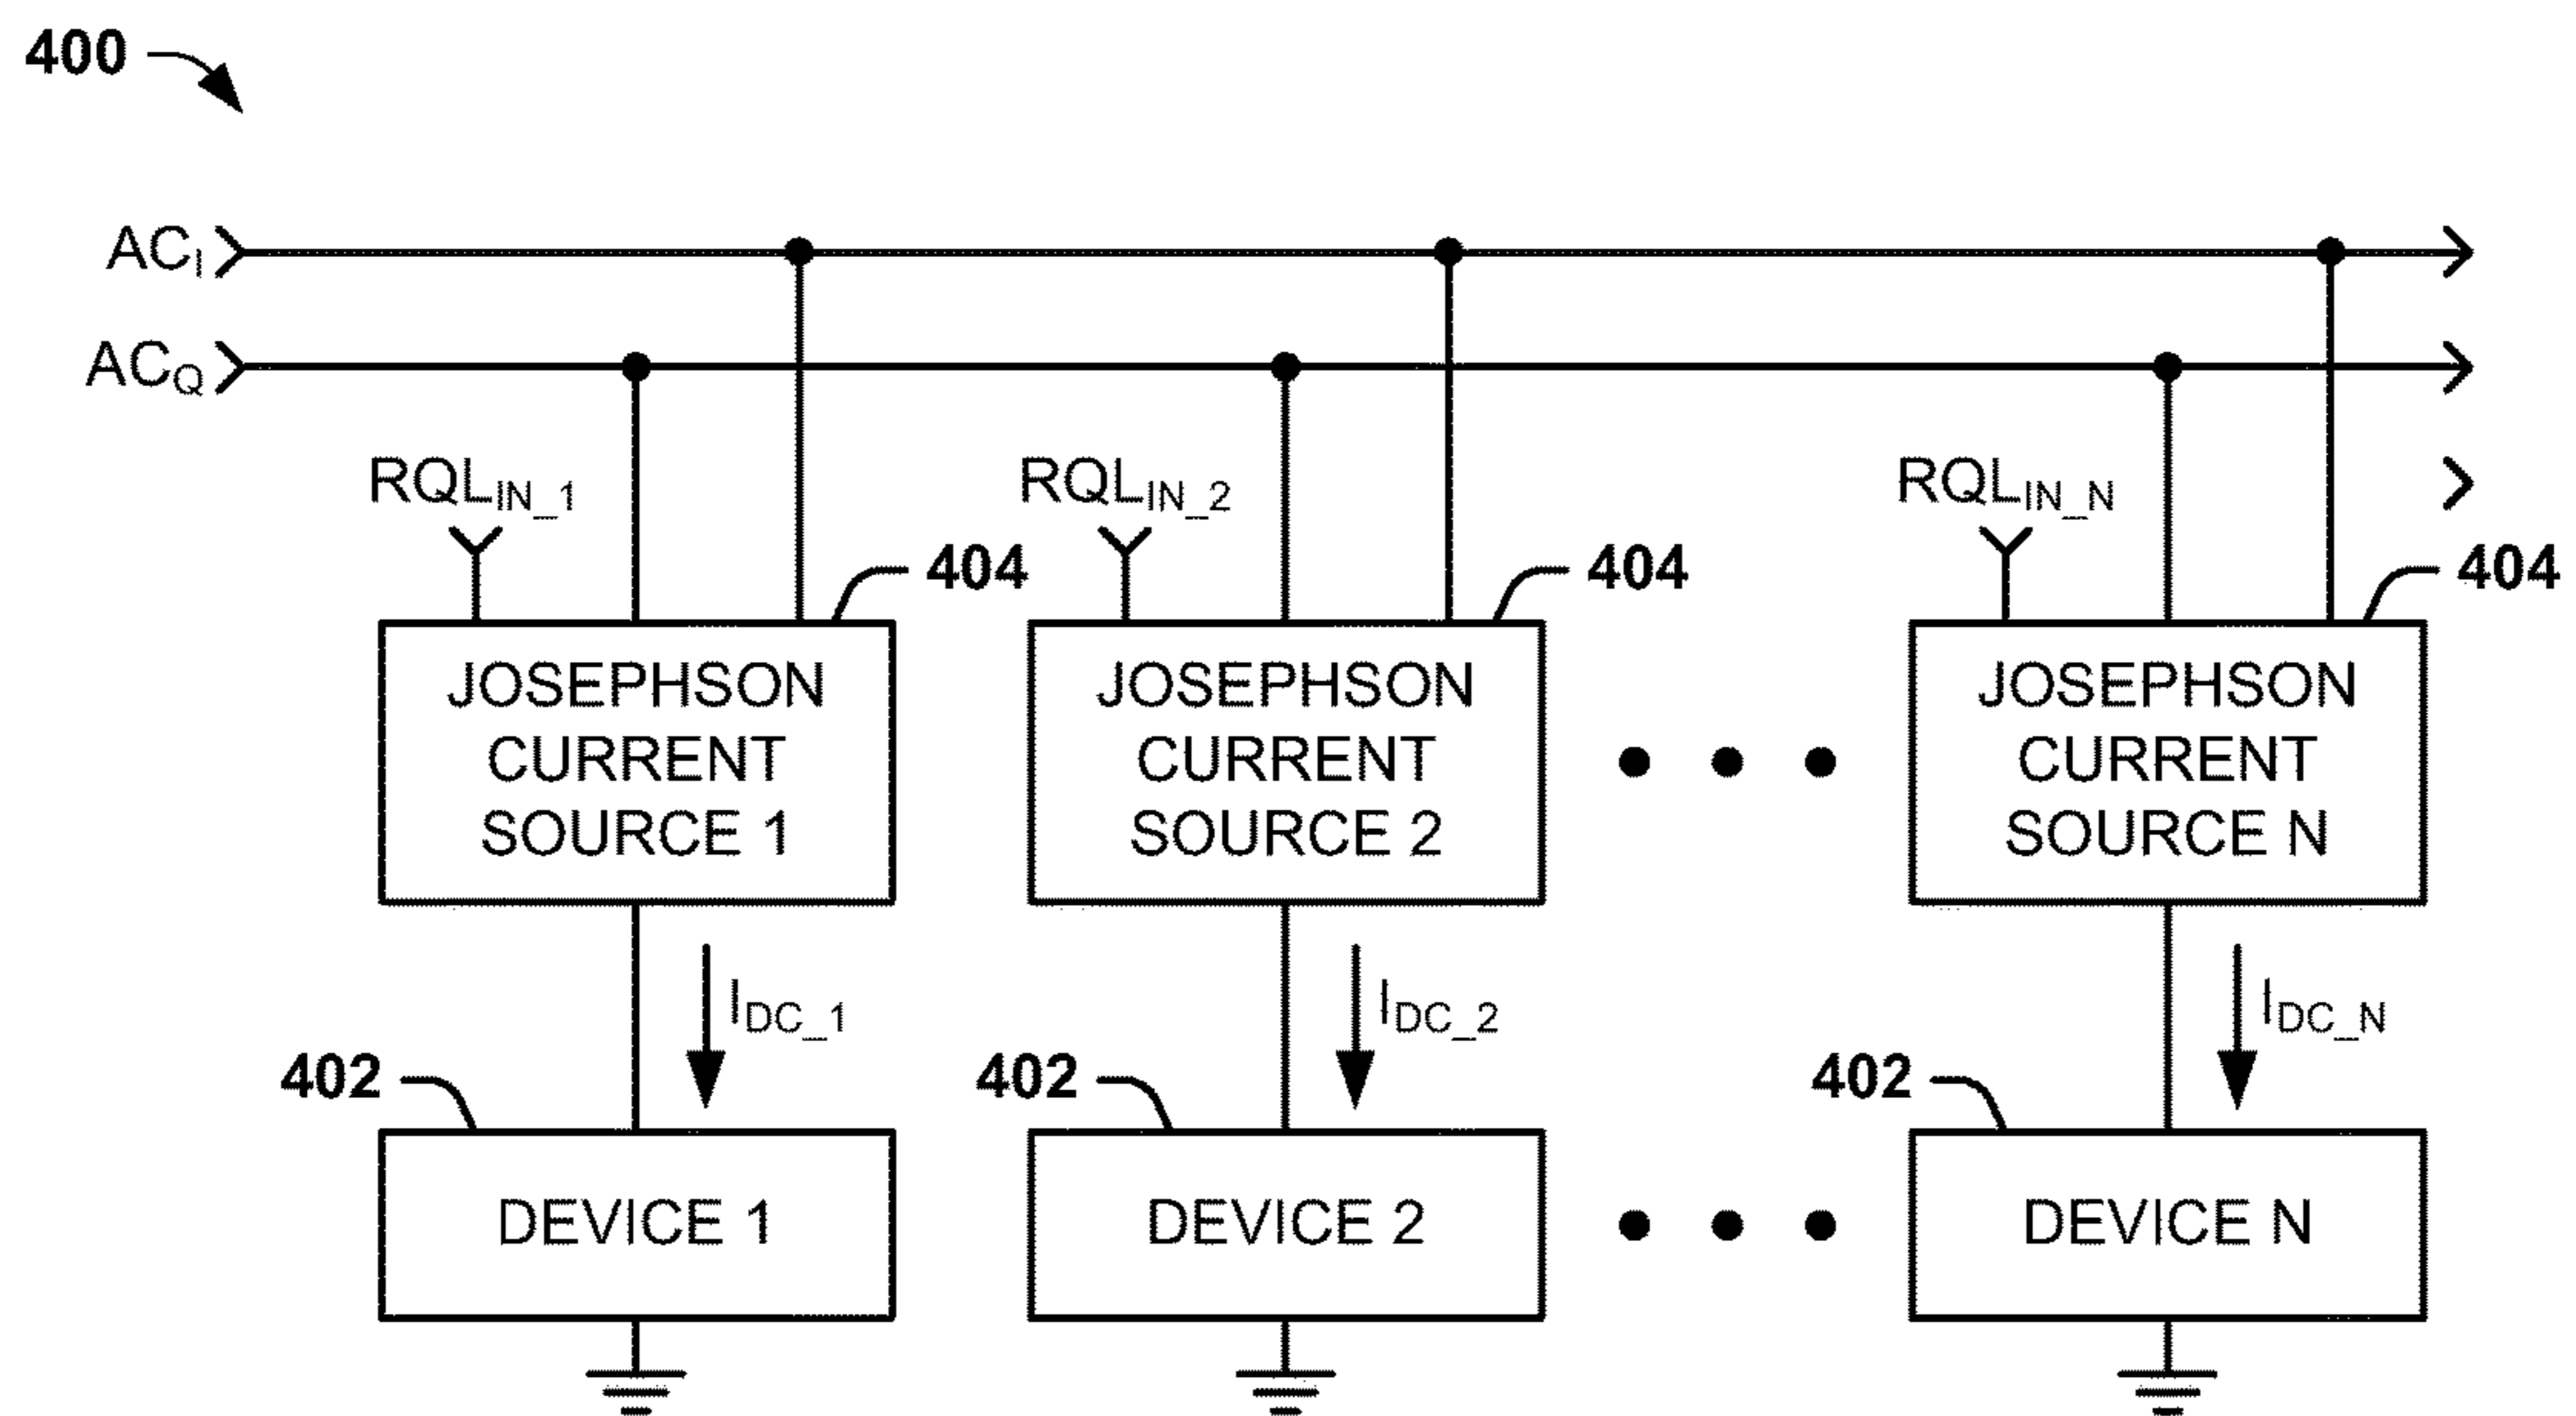 400
AC_I
AC_Q
RQL_IN_1 RQL_IN_2 RQL_IN_N
404 404 404
JOSEPHSON CURRENT SOURCE 1
JOSEPHSON CURRENT SOURCE 2
JOSEPHSON CURRENT SOURCE N
I_DC_1 I_DC_2 I_DC_N
402 402 402
DEVICE 1 DEVICE 2 DEVICE N